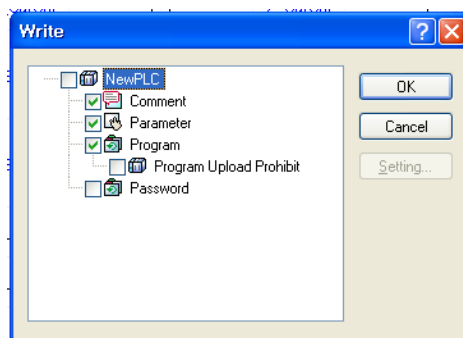 Write
NewPLC
OK
Comment
Parameter
Cancel
Program
Program Upload Prohibit
Setting...
Password